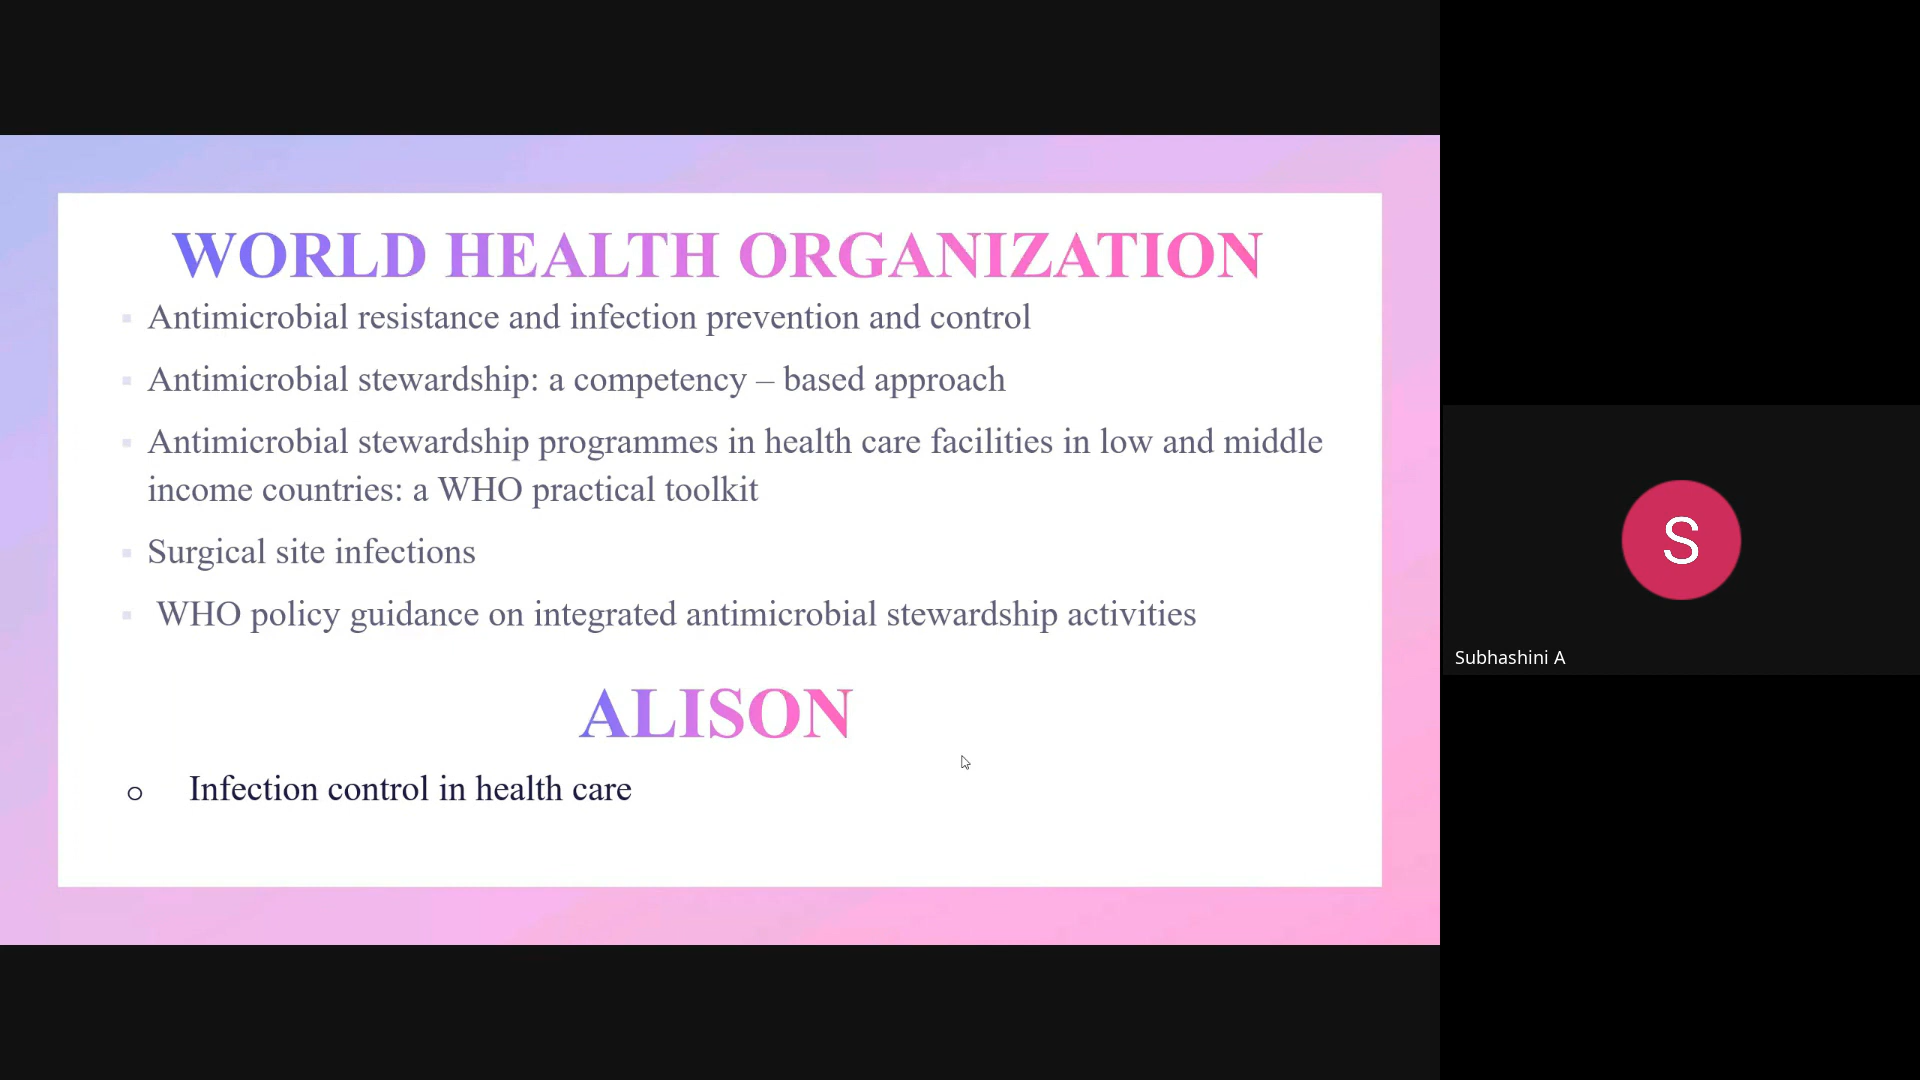 WORLD HEALTH ORGANIZATION
Antimicrobial resistance and infection prevention and control
Antimicrobial stewardship: a competency – based approach
Antimicrobial stewardship programmes in health care facilities in low and middle
income countries: a WHO practical toolkit
Surgical site infections
WHO policy guidance on integrated antimicrobial stewardship activities
ALISON
Infection control in health care
S
Subhashini A